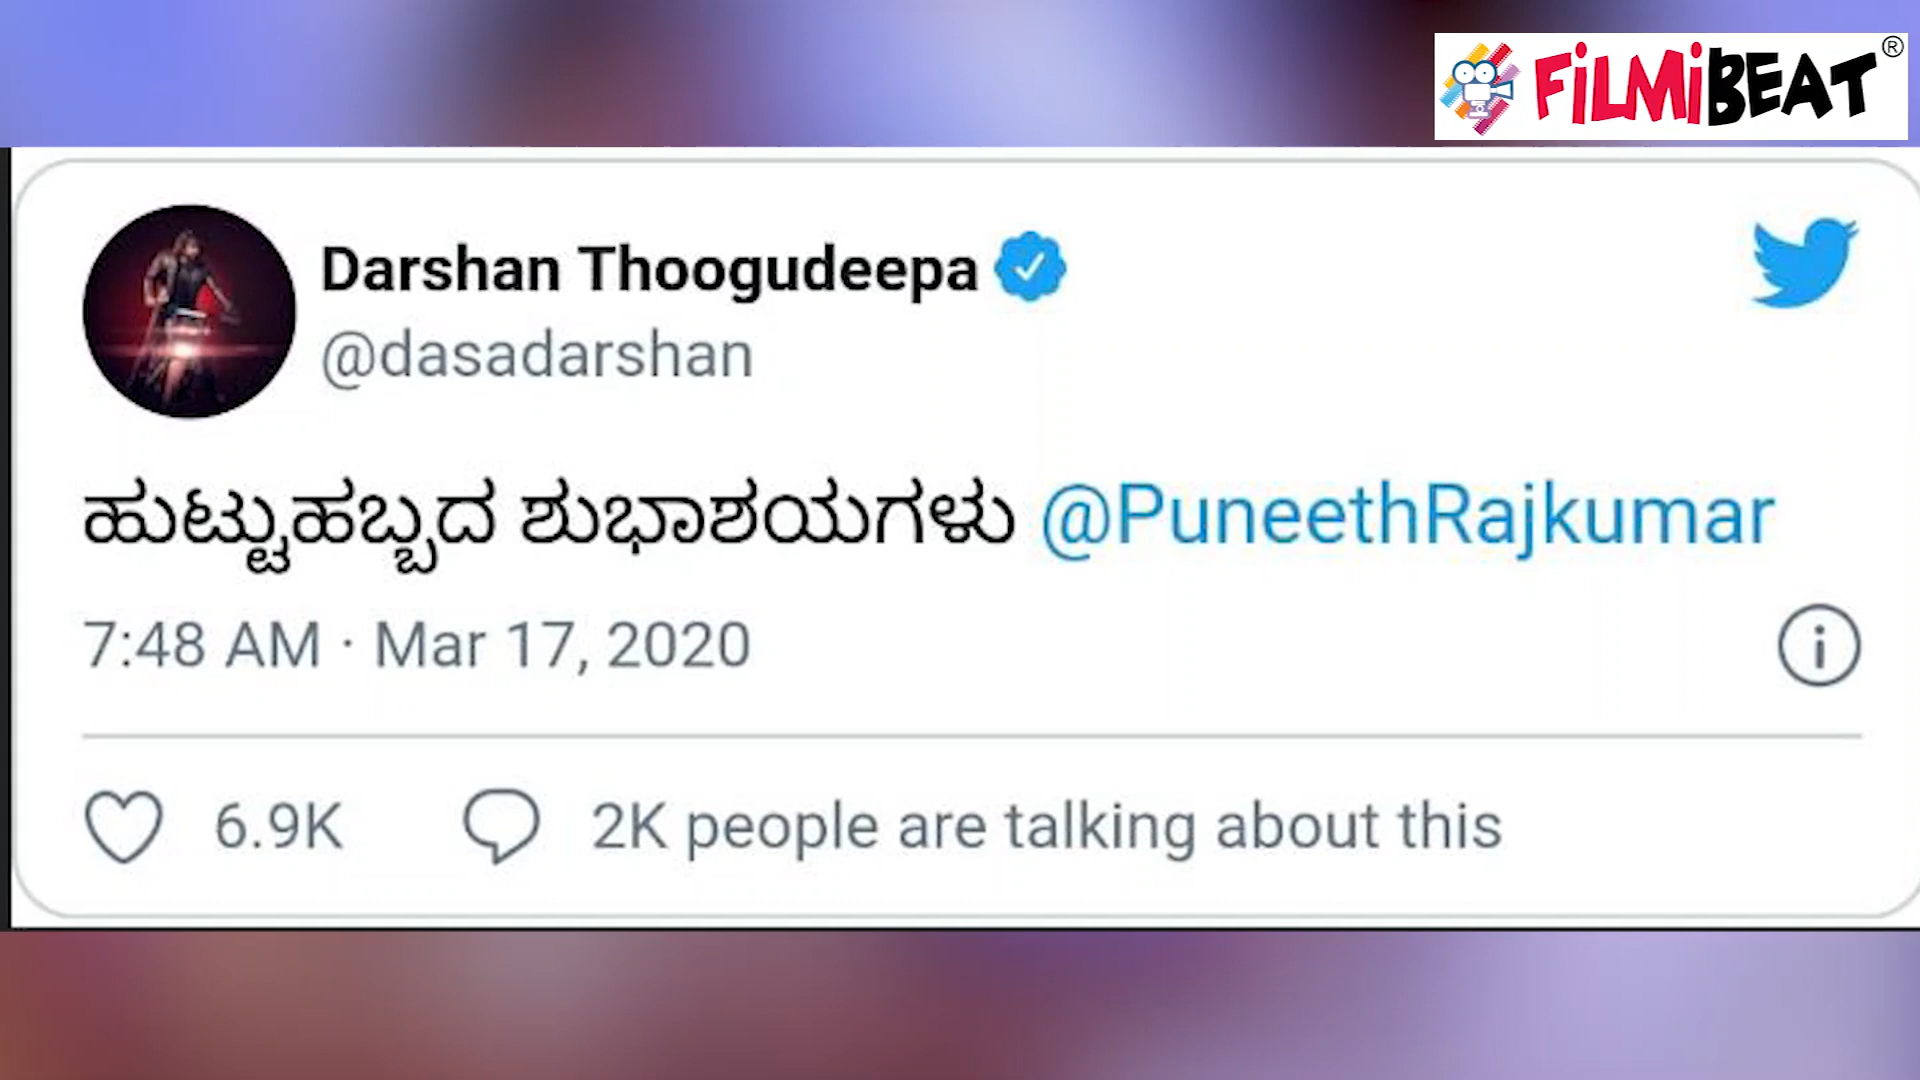 FILMIBEAT®
Darshan Thoogudeepa
@dasadarshan
ಹುಟ್ಟುಹಬ್ಬದ ಶುಭಾಶಯಗಳು @PuneethRajkumar
7:48 AM · Mar 17, 2020
6.9K 2K people are talking about this